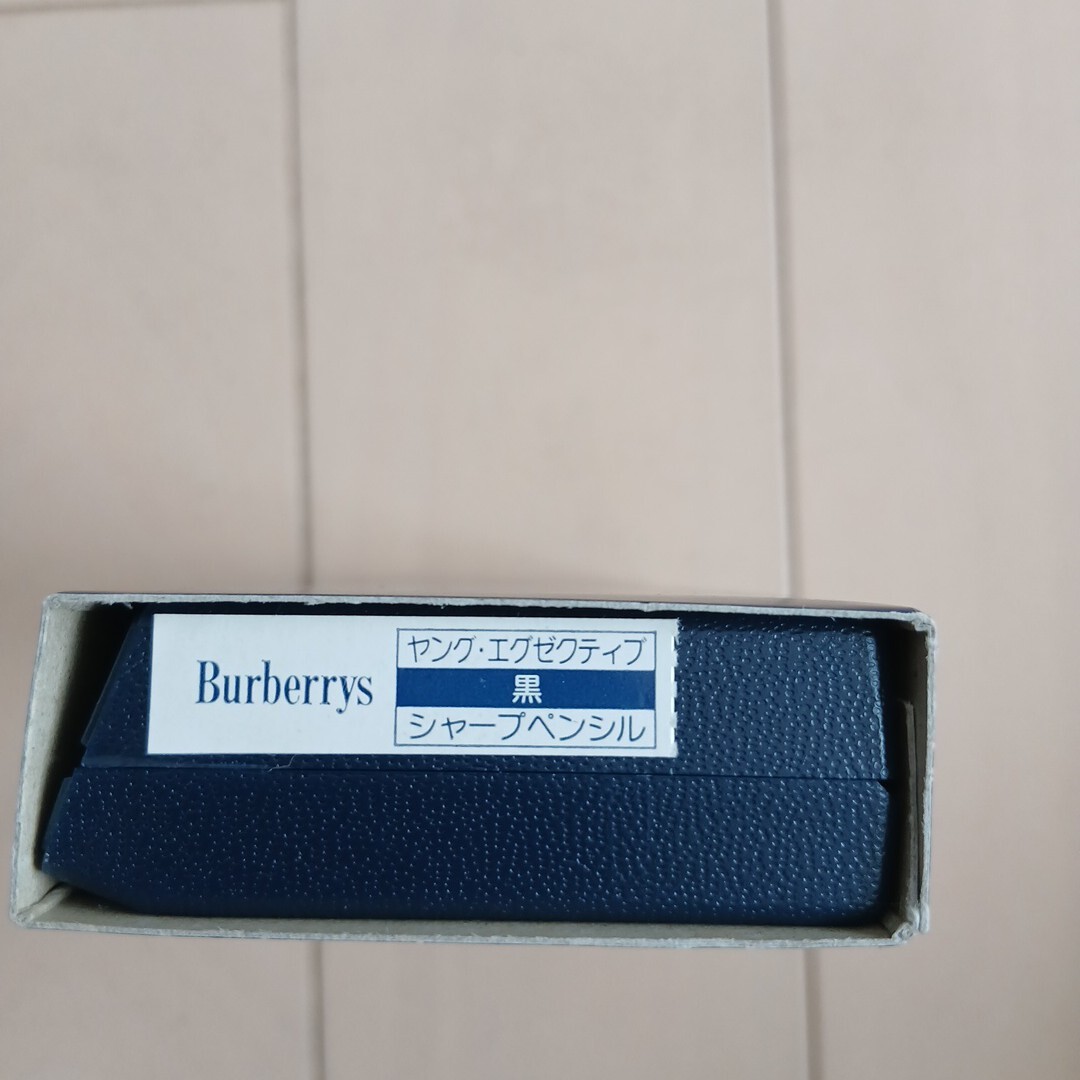 Burberrys
ヤング・エグゼクティブ
黒
シャープペンシル